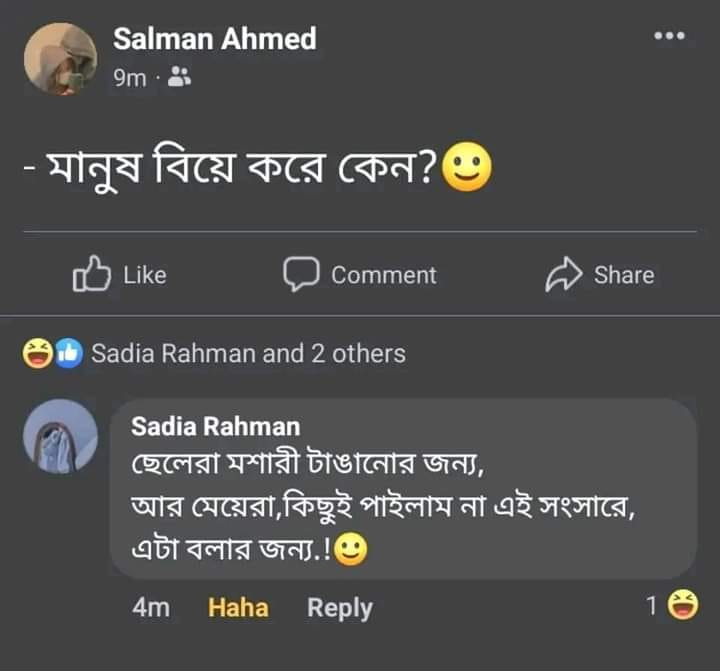 Salman Ahmed
9m ·
- মানুষ বিয়ে করে কেন?🙂
Like Comment Share
Sadia Rahman and 2 others
Sadia Rahman
ছেলেরা মশারী টাঙানোর জন্য,
আর মেয়েরা,কিছুই পাইলাম না এই সংসারে,
এটা বলার জন্য.!🙂
4m Haha Reply 1